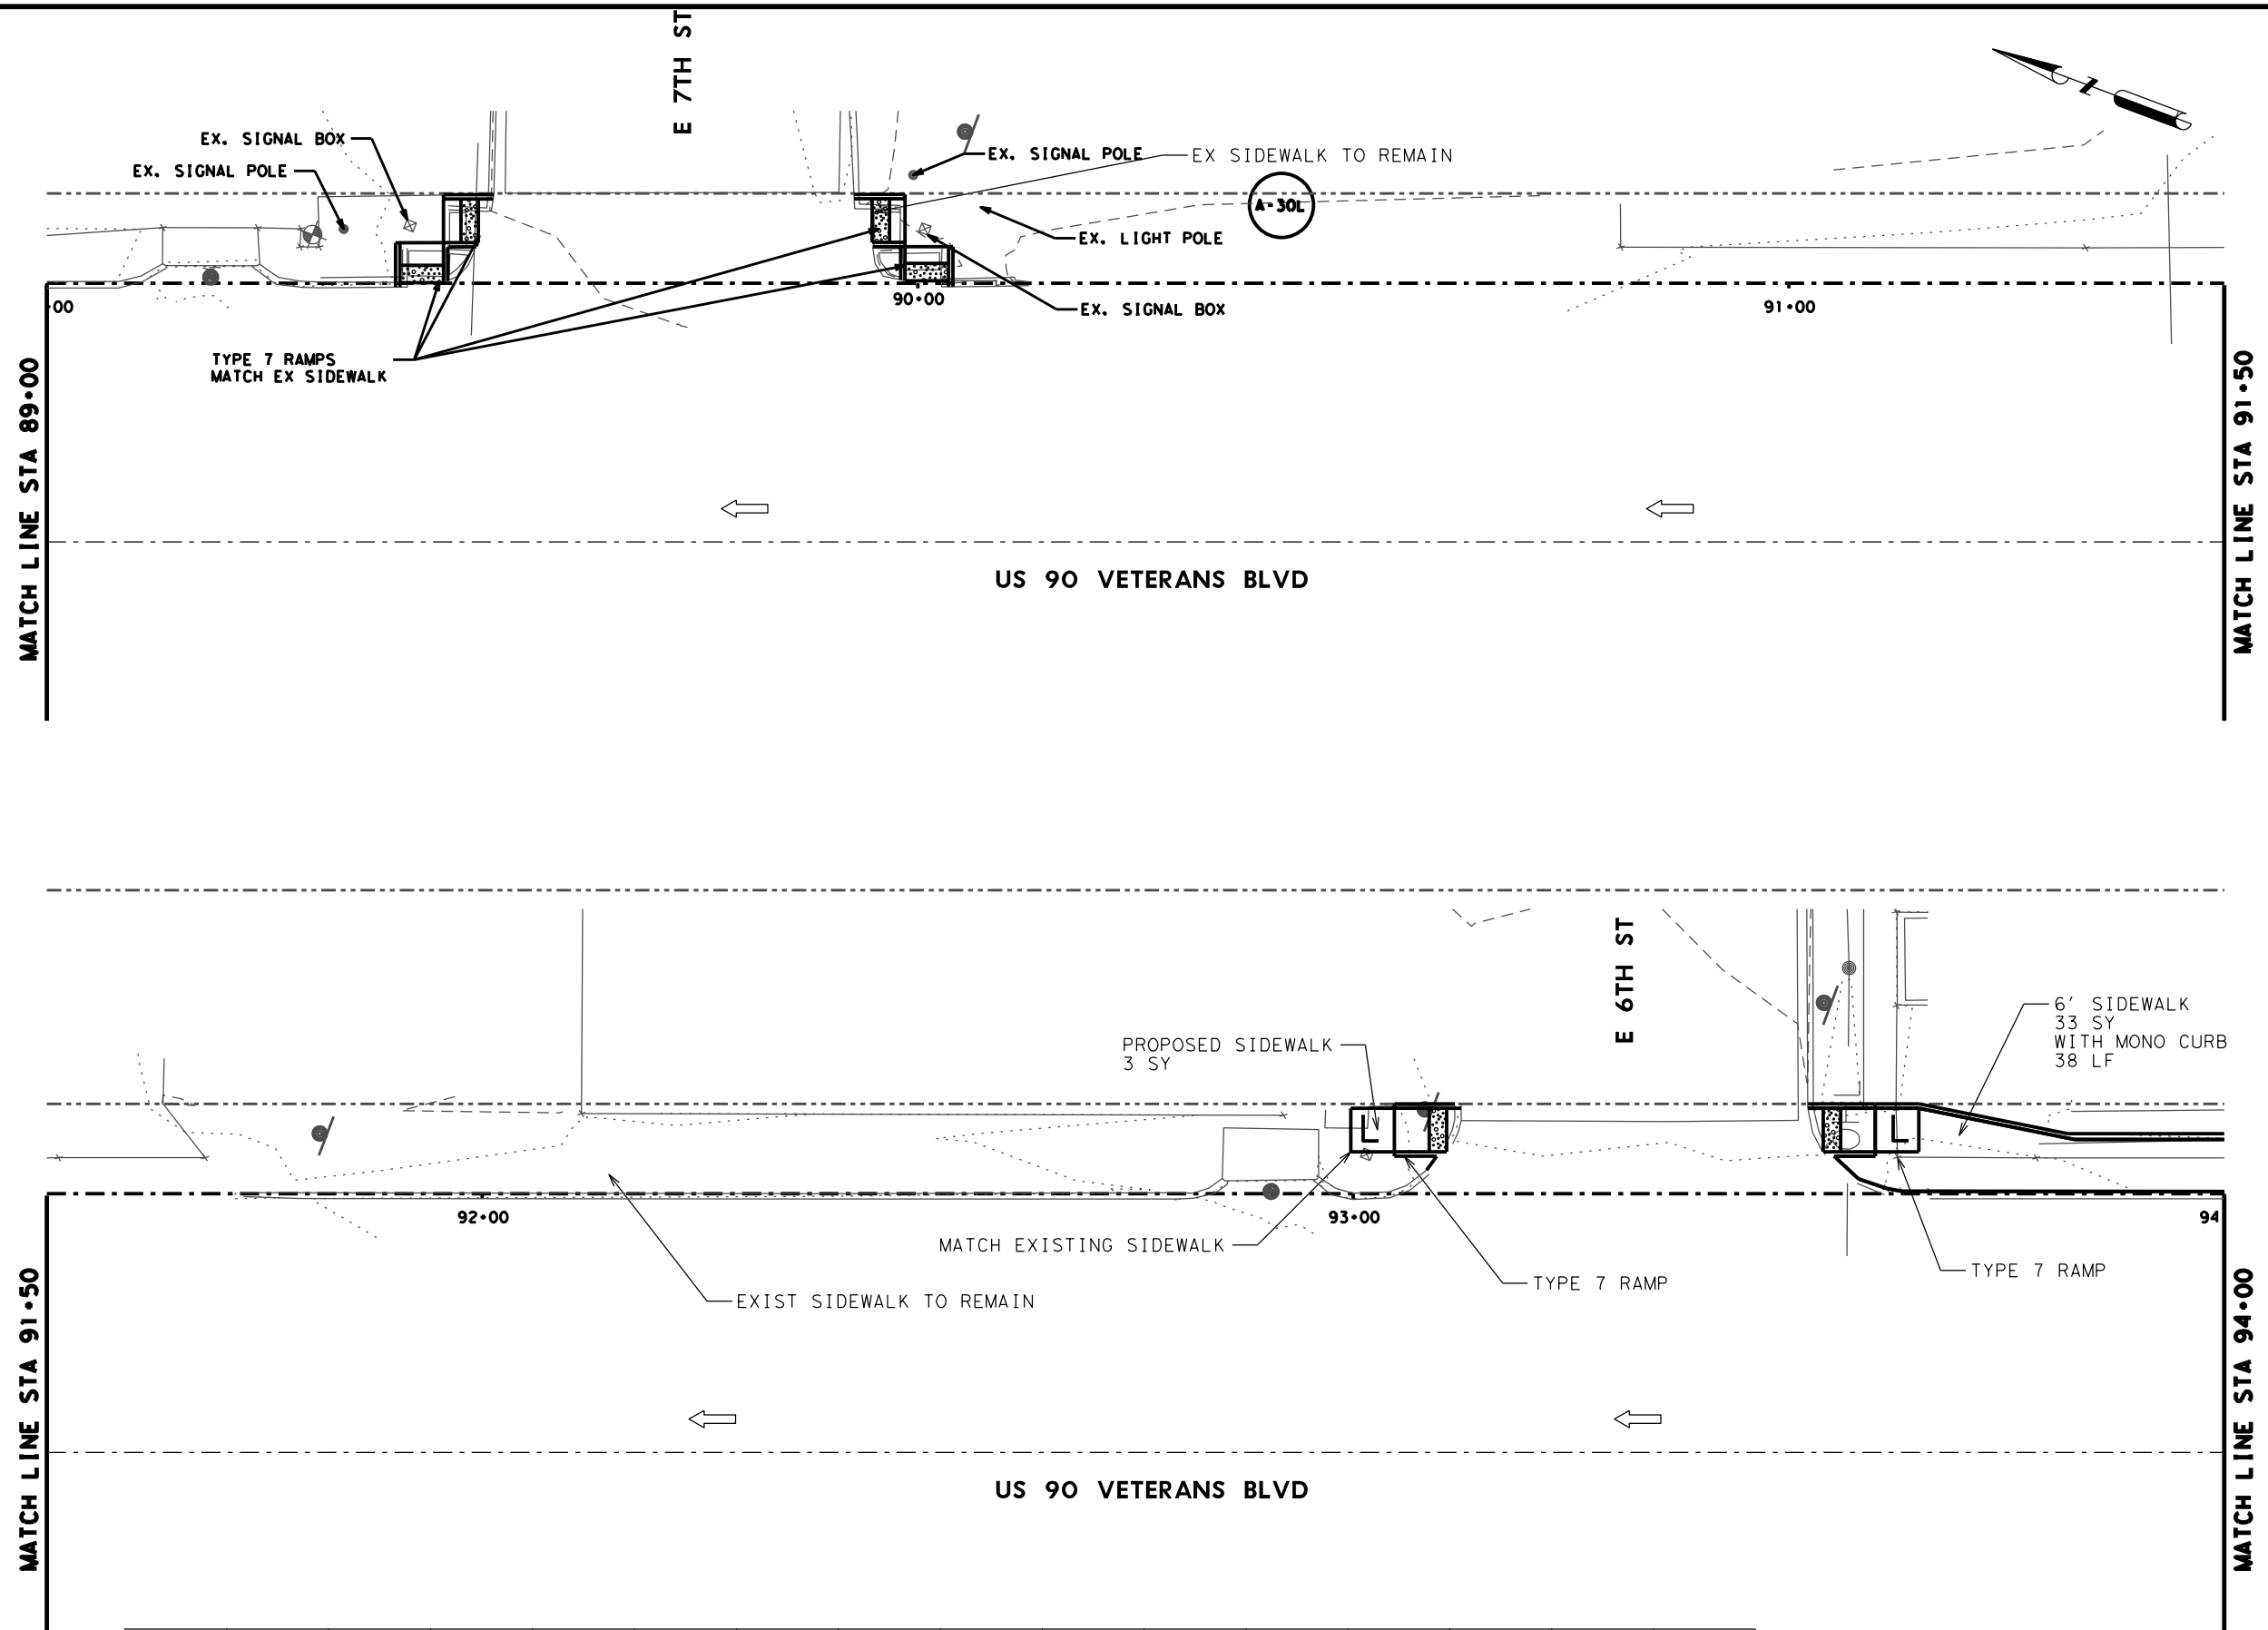 E 7TH ST
N
EX. SIGNAL BOX
EX. SIGNAL POLE
EX. SIGNAL POLE
EX SIDEWALK TO REMAIN
A-30L
EX. LIGHT POLE
EX. SIGNAL BOX
+00
90+00
91+00
TYPE 7 RAMPS
MATCH EX SIDEWALK
MATCH LINE STA 89+00
MATCH LINE STA 91+50
US 90 VETERANS BLVD
E 6TH ST
6' SIDEWALK
33 SY
WITH MONO CURB
38 LF
PROPOSED SIDEWALK
3 SY
L
L
92+00
93+00
94
MATCH EXISTING SIDEWALK
TYPE 7 RAMP
TYPE 7 RAMP
EXIST SIDEWALK TO REMAIN
MATCH LINE STA 91+50
MATCH LINE STA 94+00
US 90 VETERANS BLVD